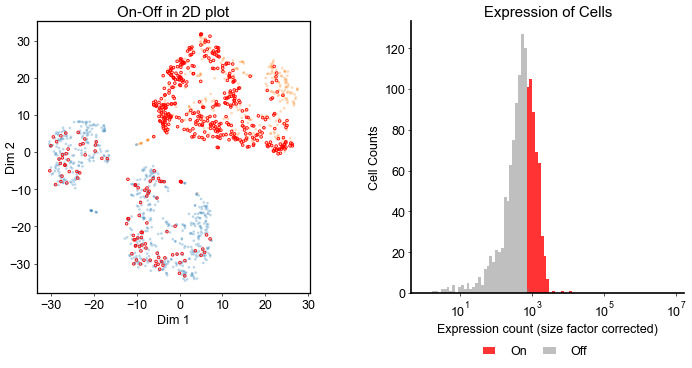 On-Off in 2D plot
Dim 2
30
20
10
0
−10
−20
−30
−30 −20 −10 0 10 20 30
Dim 1
Expression of Cells
Cell Counts
120
100
80
60
40
20
0
10^1 10^3 10^5 10^7
Expression count (size factor corrected)
On Off